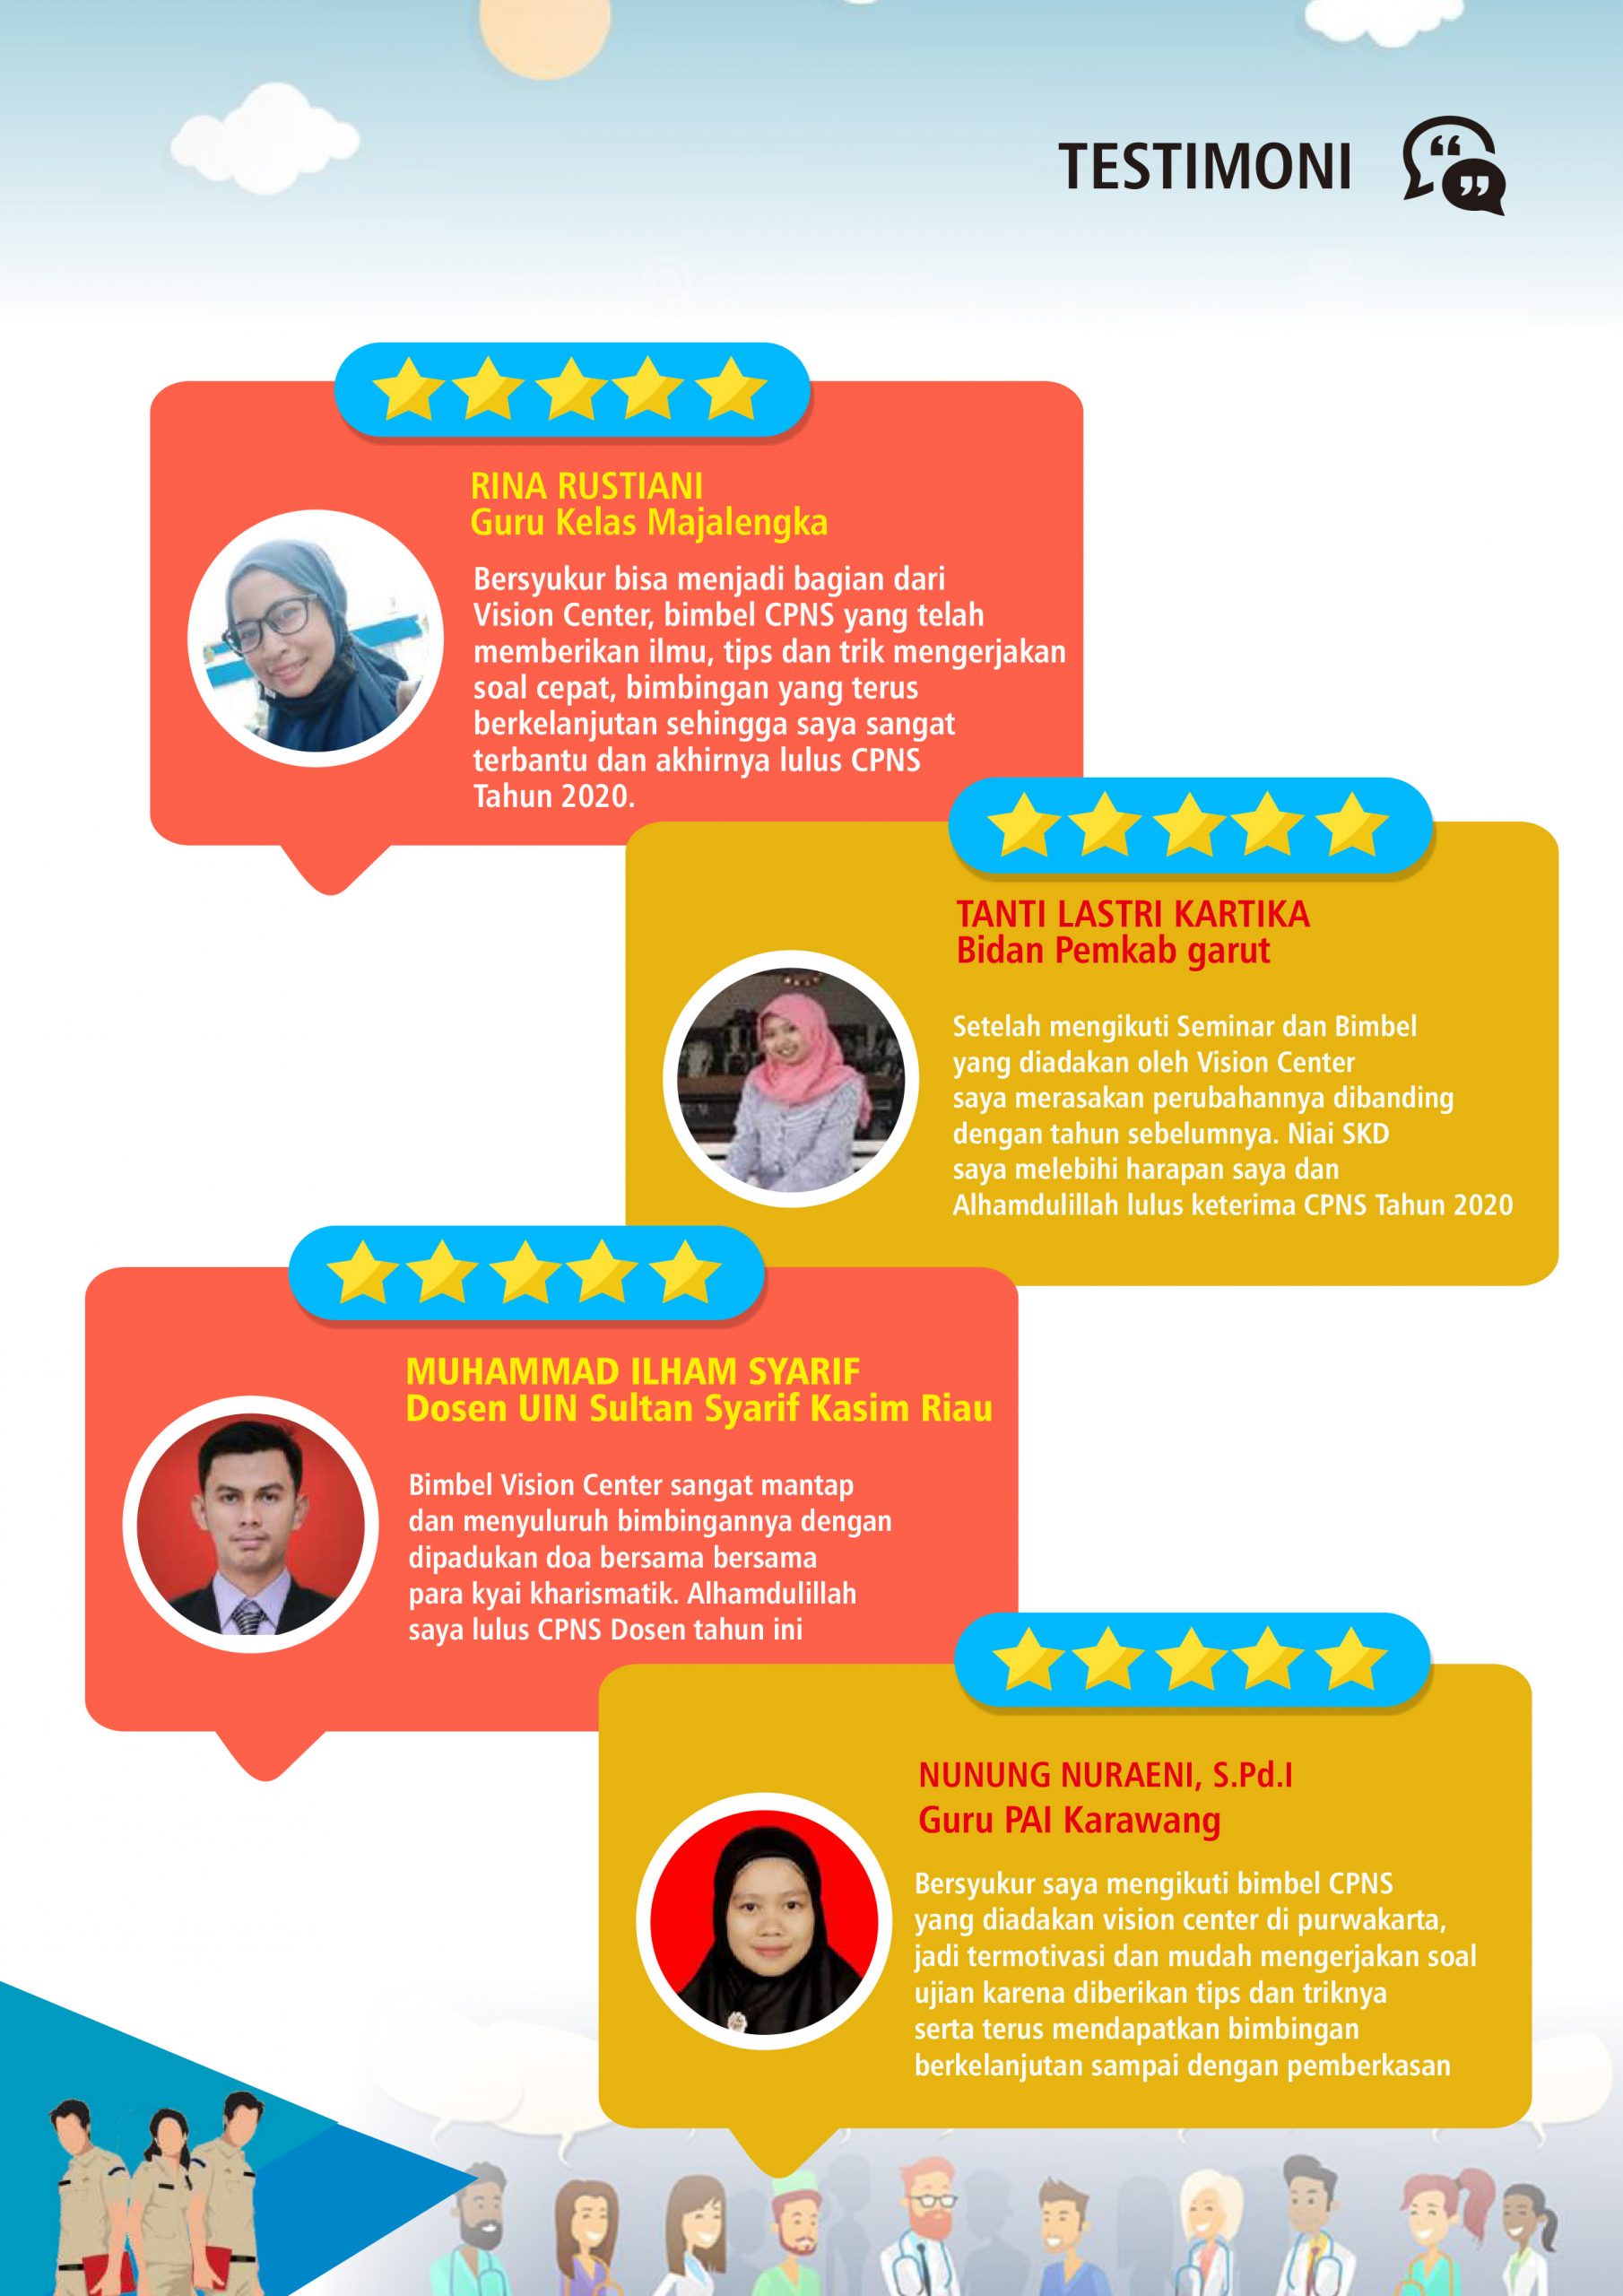 TESTIMONI
RINA RUSTIANI
Guru Kelas Majalengka
Bersyukur bisa menjadi bagian dari
Vision Center, bimbel CPNS yang telah
memberikan ilmu, tips dan trik mengerjakan
soal cepat, bimbingan yang terus
berkelanjutan sehingga saya sangat
terbantu dan akhirnya lulus CPNS
Tahun 2020.
TANTI LASTRI KARTIKA
Bidan Pemkab garut
Setelah mengikuti Seminar dan Bimbel
yang diadakan oleh Vision Center
saya merasakan perubahannya dibanding
dengan tahun sebelumnya. Niai SKD
saya melebihi harapan saya dan
Alhamdulillah lulus keterima CPNS Tahun 2020
MUHAMMAD ILHAM SYARIF
Dosen UIN Sultan Syarif Kasim Riau
Bimbel Vision Center sangat mantap
dan menyuluruh bimbingannya dengan
dipadukan doa bersama bersama
para kyai kharismatik. Alhamdulillah
saya lulus CPNS Dosen tahun ini
NUNUNG NURAENI, S.Pd.I
Guru PAI Karawang
Bersyukur saya mengikuti bimbel CPNS
yang diadakan vision center di purwakarta,
jadi termotivasi dan mudah mengerjakan soal
ujian karena diberikan tips dan triknya
serta terus mendapatkan bimbingan
berkelanjutan sampai dengan pemberkasan